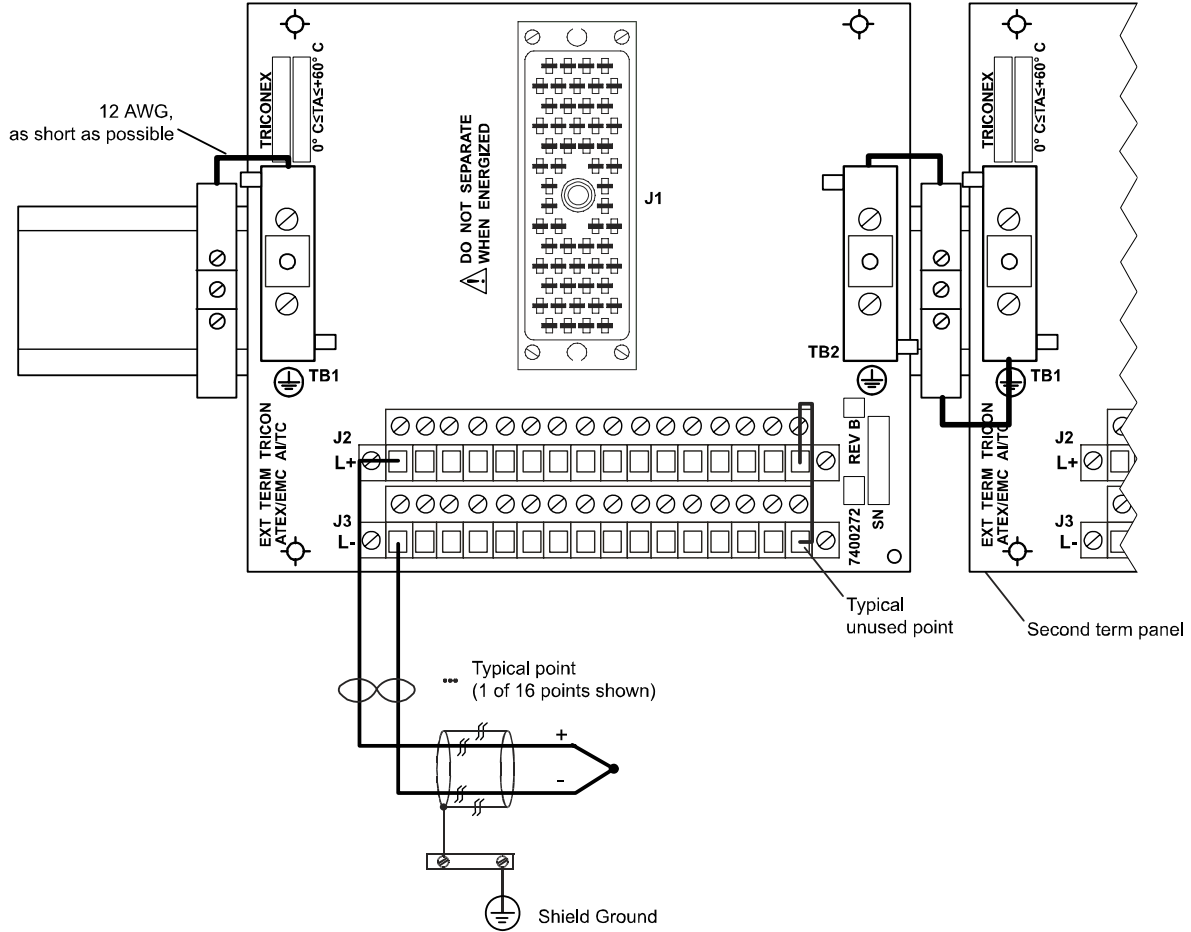 12 AWG,
as short as possible
TRICONEX
0° C≤TA≤+60° C
⚠ DO NOT SEPARATE
WHEN ENERGIZED
J1
TRICONEX
0° C≤TA≤+60° C
TB1
TB2
TB1
EXT TERM TRICON
ATEX/EMC AI/TC
J2
L+
J3
L-
REV B
7400272
SN
EXT TERM TRICON
ATEX/EMC AI/TC
J2
L+
J3
L-
Typical
unused point
Second term panel
Typical point
(1 of 16 points shown)
+
-
Shield Ground